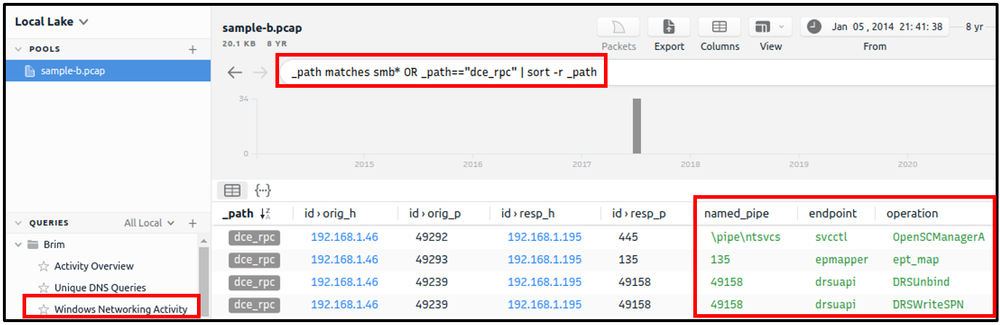 Local Lake
POOLS
sample-b.pcap
QUERIES All Local
Brim
Activity Overview
Unique DNS Queries
Windows Networking Activity
sample-b.pcap
20.1 KB 8 YR
Packets Export Columns View
Jan 05 , 2014 21: 41: 38 8 yr
From
_path matches smb* OR _path=="dce_rpc" | sort -r _path
34
0
2015 2016 2017 2018 2019 2020
_path id › orig_h id › orig_p id › resp_h id › resp_p named_pipe endpoint operation
dce_rpc 192.168.1.46 49292 192.168.1.195 445 \pipe\ntsvcs svcctl OpenSCManagerA
dce_rpc 192.168.1.46 49293 192.168.1.195 135 135 epmapper ept_map
dce_rpc 192.168.1.46 49239 192.168.1.195 49158 49158 drsuapi DRSUnbind
dce_rpc 192.168.1.46 49239 192.168.1.195 49158 49158 drsuapi DRSWriteSPN